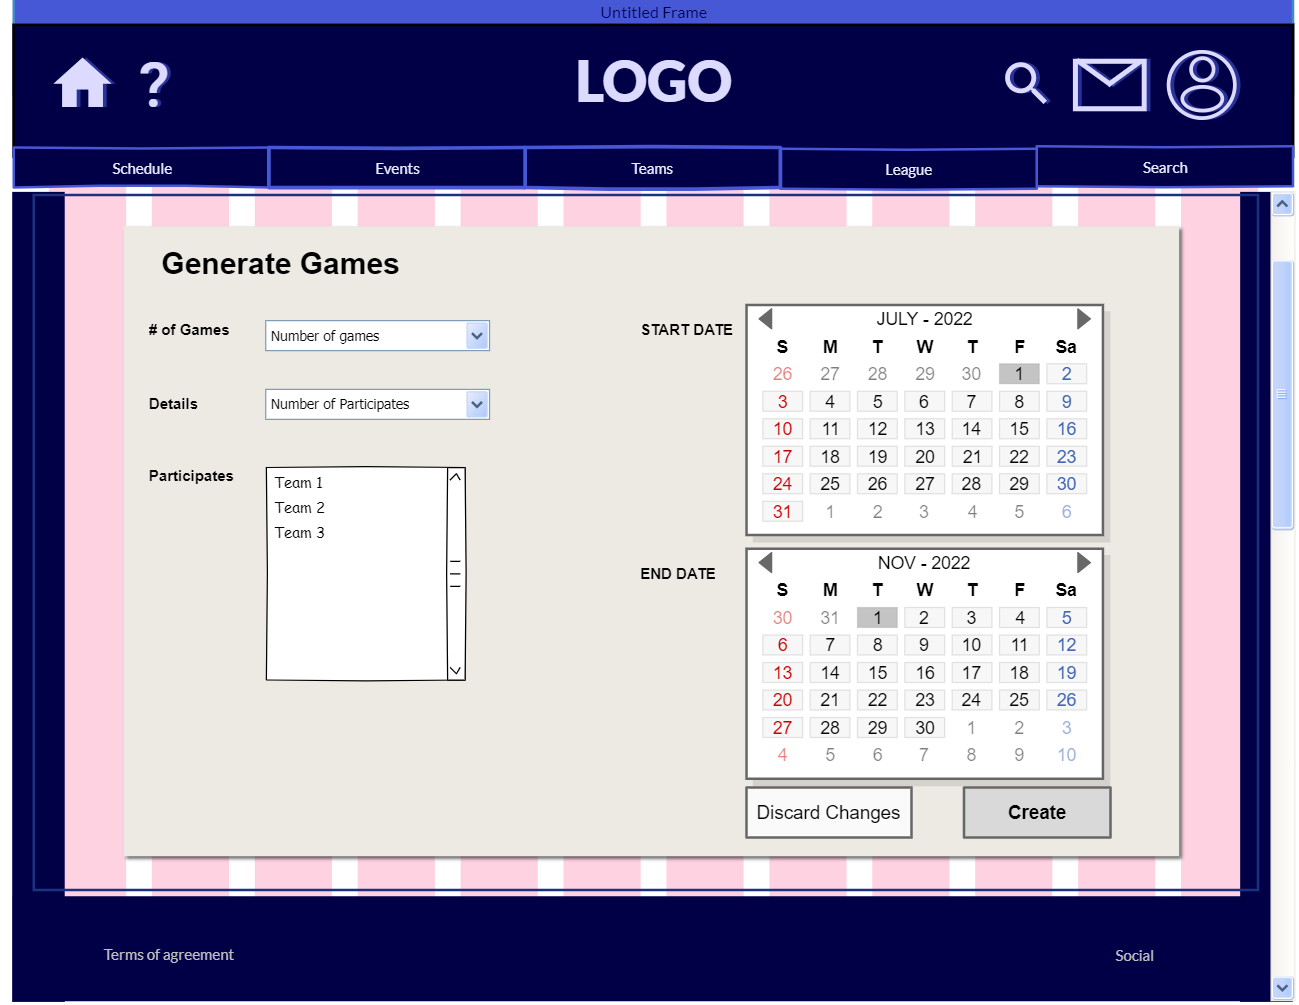 Untitled Frame
?
LOGO
Schedule
Events
Teams
League
Search
Generate Games
# of Games
Number of games
Details
Number of Participates
Participates
Team 1
Team 2
Team 3
START DATE
JULY - 2022
S M T W T F Sa
26 27 28 29 30 1 2
3 4 5 6 7 8 9
10 11 12 13 14 15 16
17 18 19 20 21 22 23
24 25 26 27 28 29 30
31 1 2 3 4 5 6
END DATE
NOV - 2022
S M T W T F Sa
30 31 1 2 3 4 5
6 7 8 9 10 11 12
13 14 15 16 17 18 19
20 21 22 23 24 25 26
27 28 29 30 1 2 3
4 5 6 7 8 9 10
Discard Changes
Create
Terms of agreement
Social